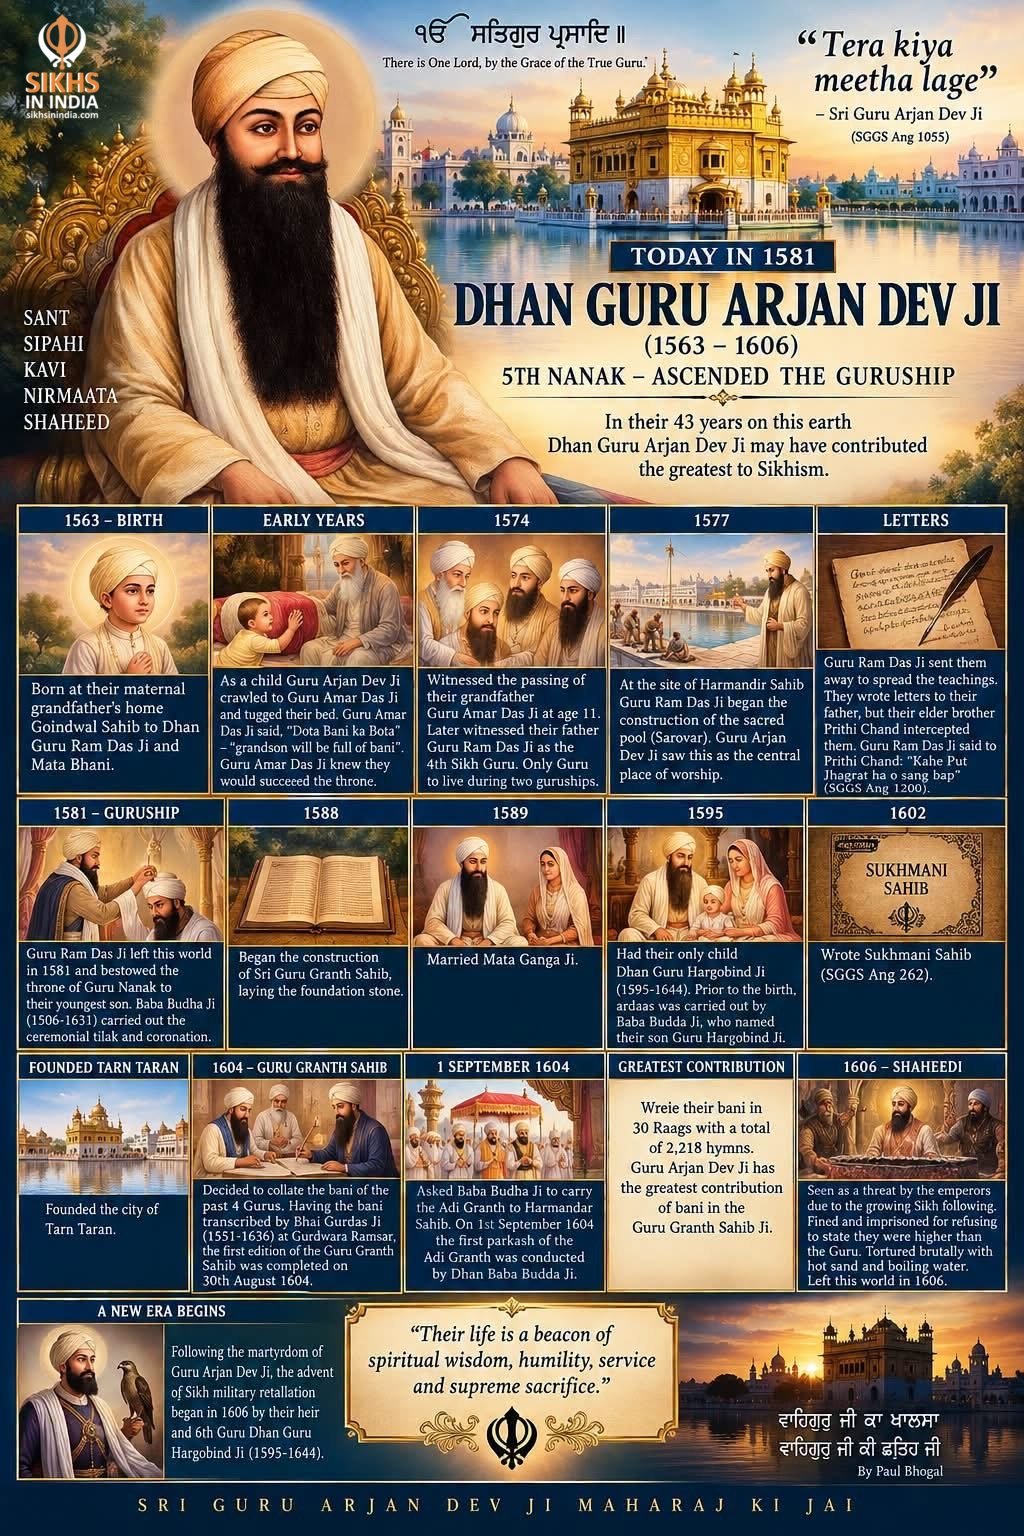 SIKHS
IN INDIA
sikhsinindia.com
ੴ ਸਤਿਗੁਰ ਪ੍ਰਸਾਦਿ ॥
There is One Lord, by the Grace of the True Guru.
“Tera kiya
meetha lage”
– Sri Guru Arjan Dev Ji
(SGGS Ang 1055)
SANT
SIPAHI
KAVI
NIRMAATA
SHAHEED
TODAY IN 1581
DHAN GURU ARJAN DEV JI
(1563 – 1606)
5TH NANAK – ASCENDED THE GURUSHIP
In their 43 years on this earth
Dhan Guru Arjan Dev Ji may have contributed
the greatest to Sikhism.
1563 – BIRTH
Born at their maternal
grandfather's home
Goindwal Sahib to Dhan
Guru Ram Das Ji and
Mata Bhani.
EARLY YEARS
As a child Guru Arjan Dev Ji
crawled to Guru Amar Das Ji
and tugged their bed. Guru Amar
Das Ji said, “Dota Bani ka Bota”
– “grandson will be full of bani”.
Guru Amar Das Ji knew they
would succeeed the throne.
1574
Witnessed the passing of
their grandfather
Guru Amar Das Ji at age 11.
Later witnessed their father
Guru Ram Das Ji as the
4th Sikh Guru. Only Guru
to live during two guruships.
1577
At the site of Harmandir Sahib
Guru Ram Das Ji began the
construction of the sacred
pool (Sarovar). Guru Arjan
Dev Ji saw this as the central
place of worship.
LETTERS
Guru Ram Das Ji sent them
away to spread the teachings.
They wrote letters to their
father, but their elder brother
Prithi Chand intercepted
them. Guru Ram Das Ji said to
Prithi Chand: “Kahe Put
Jhagrat ha o sang bap”
(SGGS Ang 1200).
1581 – GURUSHIP
Guru Ram Das Ji left this world
in 1581 and bestowed the
throne of Guru Nanak to
their youngest son. Baba Budha Ji
(1506-1631) carried out the
ceremonial tilak and coronation.
1588
Began the construction
of Sri Guru Granth Sahib,
laying the foundation stone.
1589
Married Mata Ganga Ji.
1595
Had their only child
Dhan Guru Hargobind Ji
(1595-1644). Prior to the birth,
ardaas was carried out by
Baba Budda Ji, who named
their son Guru Hargobind Ji.
1602
SUKHMANI
SAHIB
Wrote Sukhmani Sahib
(SGGS Ang 262).
FOUNDED TARN TARAN
Founded the city of
Tarn Taran.
1604 – GURU GRANTH SAHIB
Decided to collate the bani of the
past 4 Gurus. Having the bani
transcribed by Bhai Gurdas Ji
(1551-1636) at Gurdwara Ramsar,
the first edition of the Guru Granth
Sahib was completed on
30th August 1604.
1 SEPTEMBER 1604
Asked Baba Budha Ji to carry
the Adi Granth to Harmandar
Sahib. On 1st September 1604
the first parkash of the
Adi Granth was conducted
by Dhan Baba Budda Ji.
GREATEST CONTRIBUTION
Wreie their bani in
30 Raags with a total
of 2,218 hymns.
Guru Arjan Dev Ji has
the greatest contribution
of bani in the
Guru Granth Sahib Ji.
1606 – SHAHEEDI
Seen as a threat by the emperors
due to the growing Sikh following.
Fined and imprisoned for refusing
to state they were higher than
the Guru. Tortured brutally with
hot sand and boiling water.
Left this world in 1606.
A NEW ERA BEGINS
Following the martyrdom of
Guru Arjan Dev Ji, the advent
of Sikh military retallation
began in 1606 by their heir
and 6th Guru Dhan Guru
Hargobind Ji (1595-1644).
“Their life is a beacon of
spiritual wisdom, humility, service
and supreme sacrifice.”
ਵਾਹਿਗੁਰੂ ਜੀ ਕਾ ਖਾਲਸਾ
ਵਾਹਿਗੁਰੂ ਜੀ ਕੀ ਫ਼ਤਿਹ ਜੀ
By Paul Bhogal
SRI GURU ARJAN DEV JI MAHARAJ KI JAI